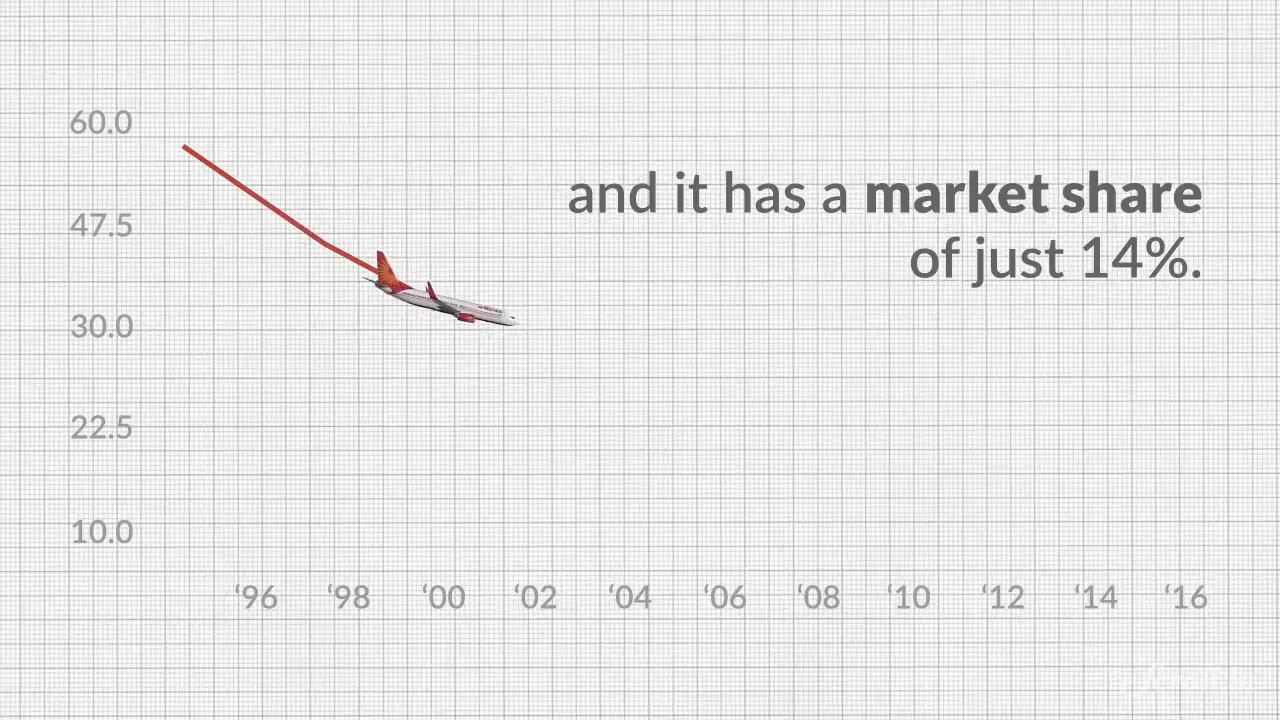 60.0
and it has a market share
47.5
of just 14%.
30.0
22.5
10.0
‘96 ‘98 ‘00 ‘02 ‘04 ‘06 ‘08 ‘10 ‘12 ‘14 ‘16